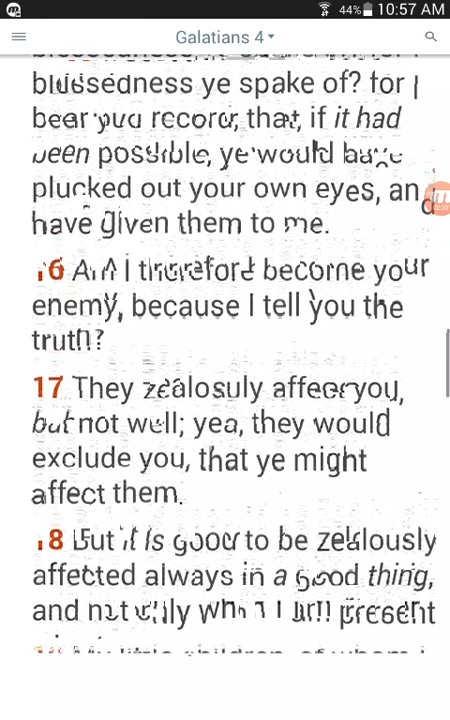 44% 10:57 AM
Galatians 4
blessedness ye spake of? for I
bear you record, that, if it had
been possible, ye would have
plucked out your own eyes, and
have given them to me.
16 Am I therefore become your
enemy, because I tell you the
truth?
17 They zealosuly affect you,
but not well; yea, they would
exclude you, that ye might
affect them.
18 But it is good to be zealously
affected always in a good thing,
and not only when I am present